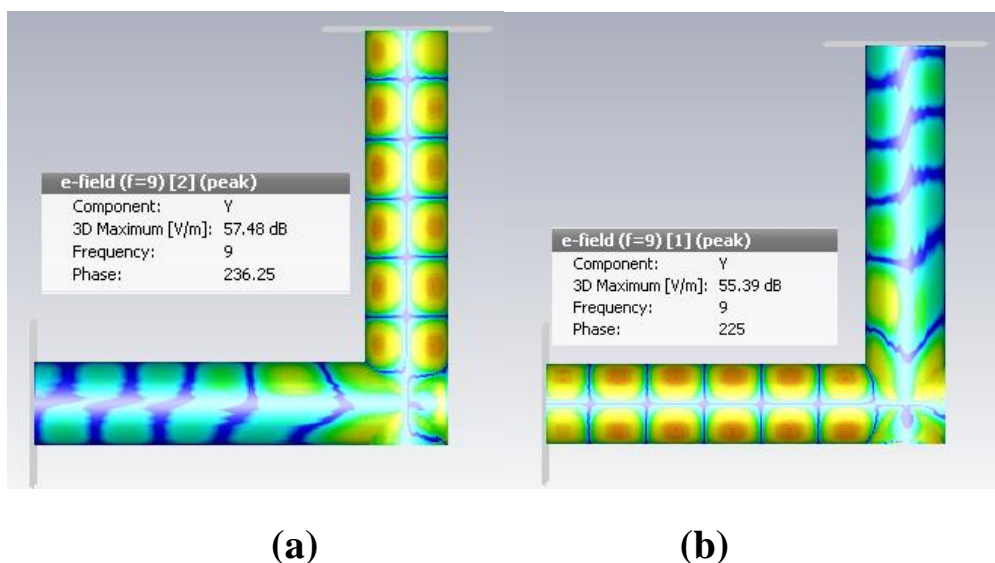 e-field (f=9) [2] (peak)
Component: Y
3D Maximum [V/m]: 57.48 dB
Frequency: 9
Phase: 236.25
e-field (f=9) [1] (peak)
Component: Y
3D Maximum [V/m]: 55.39 dB
Frequency: 9
Phase: 225
(a)
(b)